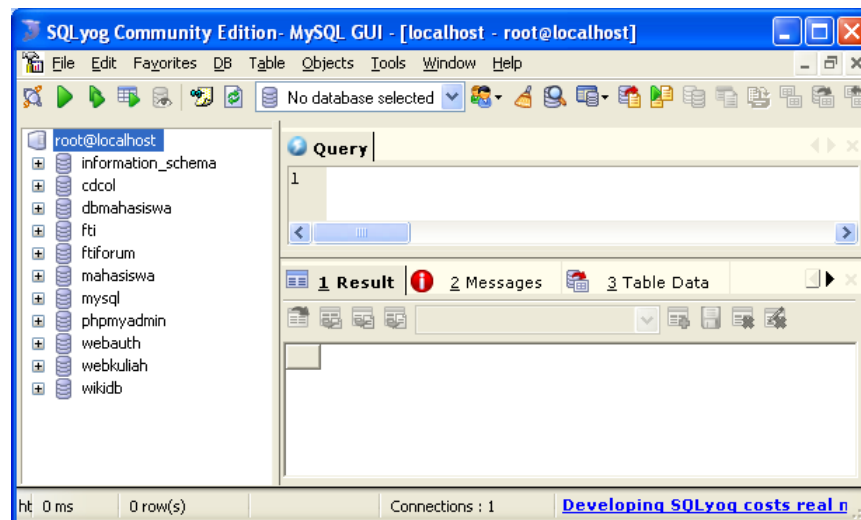 SQLyog Community Edition- MySQL GUI - [localhost - root@localhost]
File Edit Favorites DB Table Objects Tools Window Help
No database selected
root@localhost
information_schema
cdcol
dbmahasiswa
fti
ftiforum
mahasiswa
mysql
phpmyadmin
webauth
webkuliah
wikidb
Query
1
1 Result 2 Messages 3 Table Data
ht 0 ms 0 row(s) Connections : 1 Developing SQLyog costs real